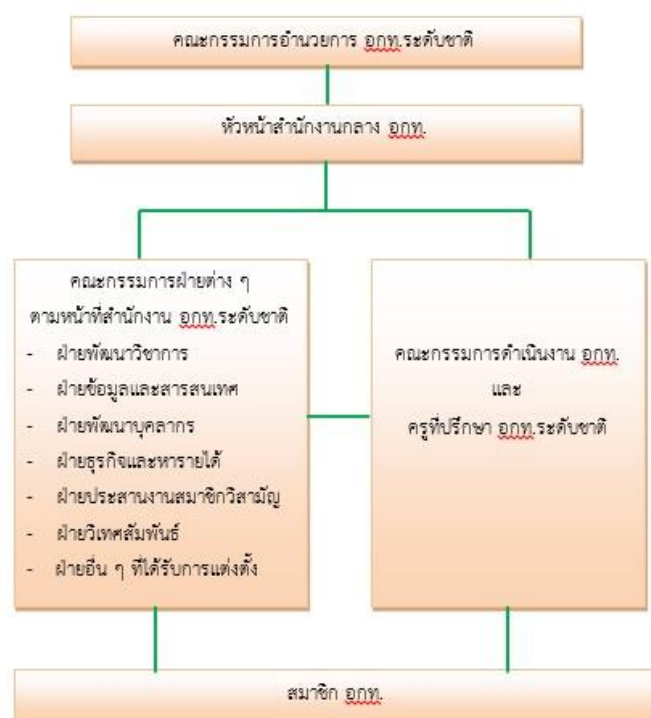 คณะกรรมการอำนวยการ อกท.ระดับชาติ
หัวหน้าสำนักงานกลาง อกท.
คณะกรรมการฝ่ายต่าง ๆ
ตามหน้าที่สำนักงาน อกท.ระดับชาติ
- ฝ่ายพัฒนาวิชาการ
- ฝ่ายข้อมูลและสารสนเทศ
- ฝ่ายพัฒนาบุคลากร
- ฝ่ายธุรกิจและหารายได้
- ฝ่ายประสานงานสมาชิกวิสามัญ
- ฝ่ายวิเทศสัมพันธ์
- ฝ่ายอื่น ๆ ที่ได้รับการแต่งตั้ง
คณะกรรมการดำเนินงาน อกท.
และ
ครูที่ปรึกษา อกท.ระดับชาติ
สมาชิก อกท.